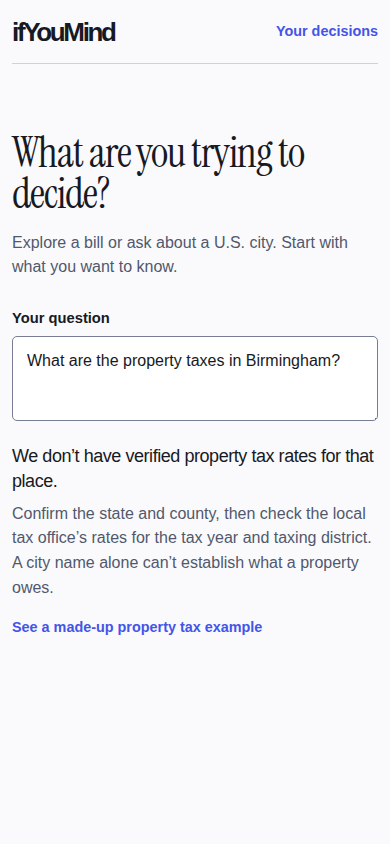 ifYouMind
Your decisions
What are you trying to
decide?
Explore a bill or ask about a U.S. city. Start with
what you want to know.
Your question
What are the property taxes in Birmingham?
We don’t have verified property tax rates for that
place.
Confirm the state and county, then check the local
tax office’s rates for the tax year and taxing district.
A city name alone can’t establish what a property
owes.
See a made-up property tax example